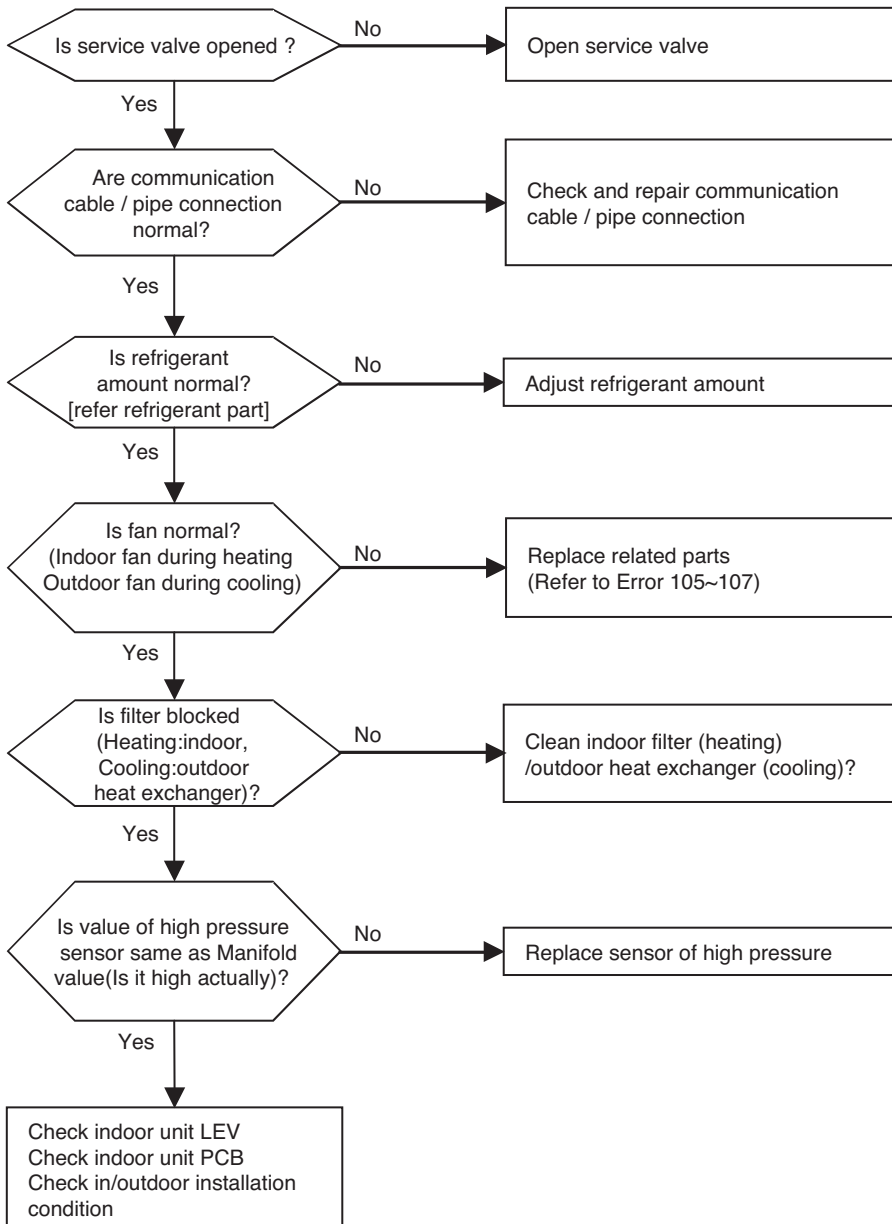 Is service valve opened ?
No
Open service valve
Yes
Are communication
cable / pipe connection
normal?
No
Check and repair communication
cable / pipe connection
Yes
Is refrigerant
amount normal?
[refer refrigerant part]
No
Adjust refrigerant amount
Yes
Is fan normal?
(Indoor fan during heating
Outdoor fan during cooling)
No
Replace related parts
(Refer to Error 105~107)
Yes
Is filter blocked
(Heating:indoor,
Cooling:outdoor
heat exchanger)?
No
Clean indoor filter (heating)
/outdoor heat exchanger (cooling)?
Yes
Is value of high pressure
sensor same as Manifold
value(Is it high actually)?
No
Replace sensor of high pressure
Yes
Check indoor unit LEV
Check indoor unit PCB
Check in/outdoor installation
condition